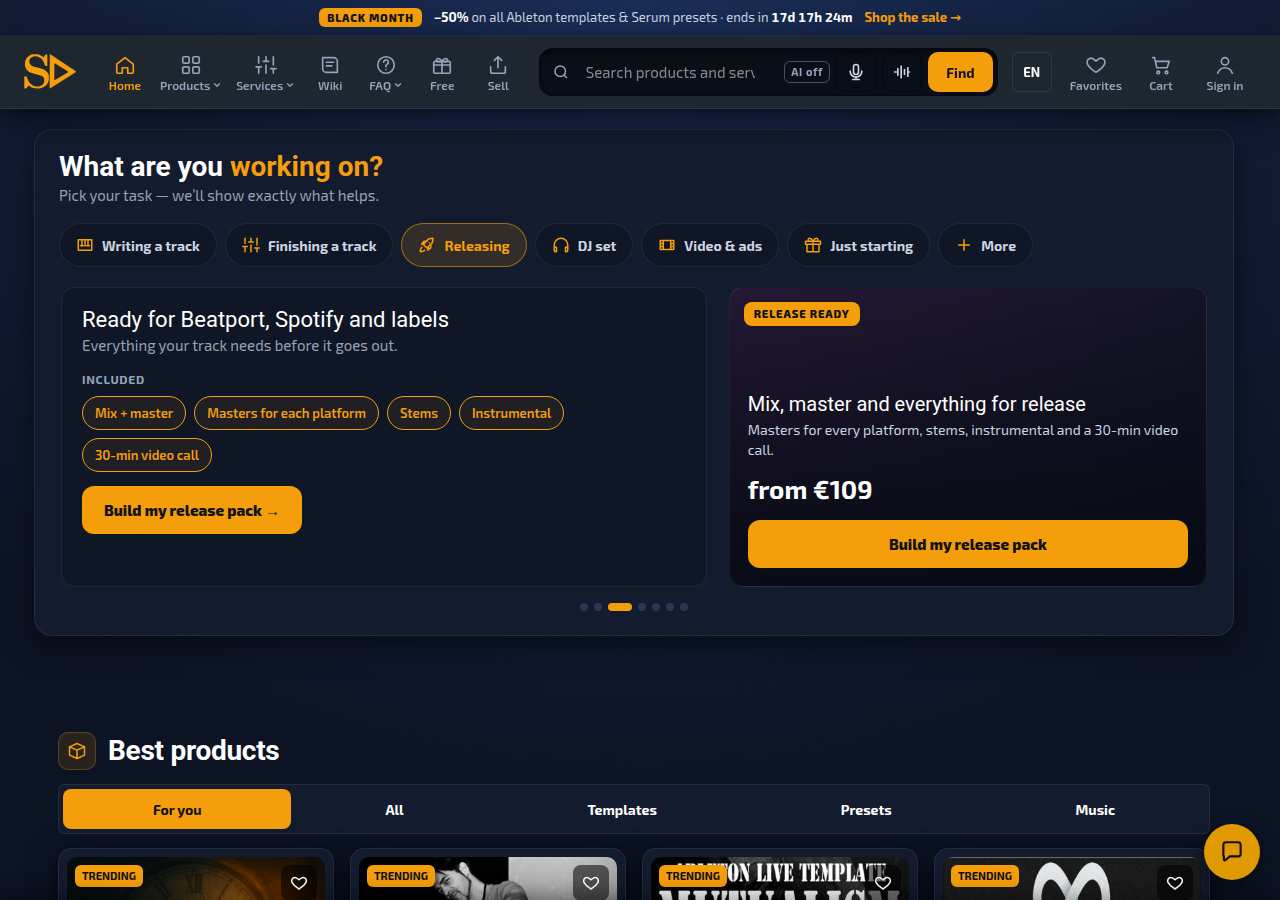 BLACK MONTH –50% on all Ableton templates & Serum presets · ends in 17d 17h 24m Shop the sale →
Home
Products
Services
Wiki
FAQ
Free
Sell
Search products and serv
AI off
Find
EN
Favorites
Cart
Sign in
What are you working on?
Pick your task — we'll show exactly what helps.
Writing a track
Finishing a track
Releasing
DJ set
Video & ads
Just starting
More
Ready for Beatport, Spotify and labels
Everything your track needs before it goes out.
INCLUDED
Mix + master
Masters for each platform
Stems
Instrumental
30-min video call
Build my release pack →
RELEASE READY
Mix, master and everything for release
Masters for every platform, stems, instrumental and a 30-min video
call.
from €109
Build my release pack
Best products
For you
All
Templates
Presets
Music
TRENDING
TRENDING
TRENDING
LIVE TEMPLATE
TRENDING